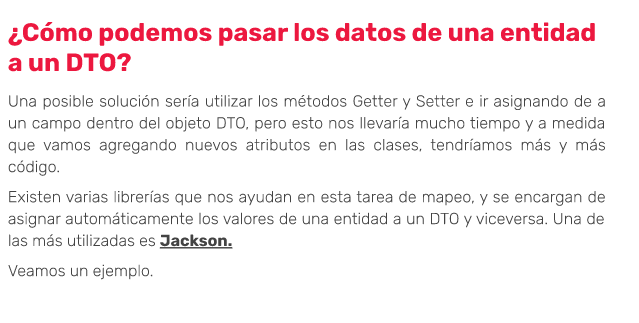 ¿Cómo podemos pasar los datos de una entidad
a un DTO?
Una posible solución sería utilizar los métodos Getter y Setter e ir asignando de a
un campo dentro del objeto DTO, pero esto nos llevaría mucho tiempo y a medida
que vamos agregando nuevos atributos en las clases, tendríamos más y más
código.
Existen varias librerías que nos ayudan en esta tarea de mapeo, y se encargan de
asignar automáticamente los valores de una entidad a un DTO y viceversa. Una de
las más utilizadas es Jackson.
Veamos un ejemplo.